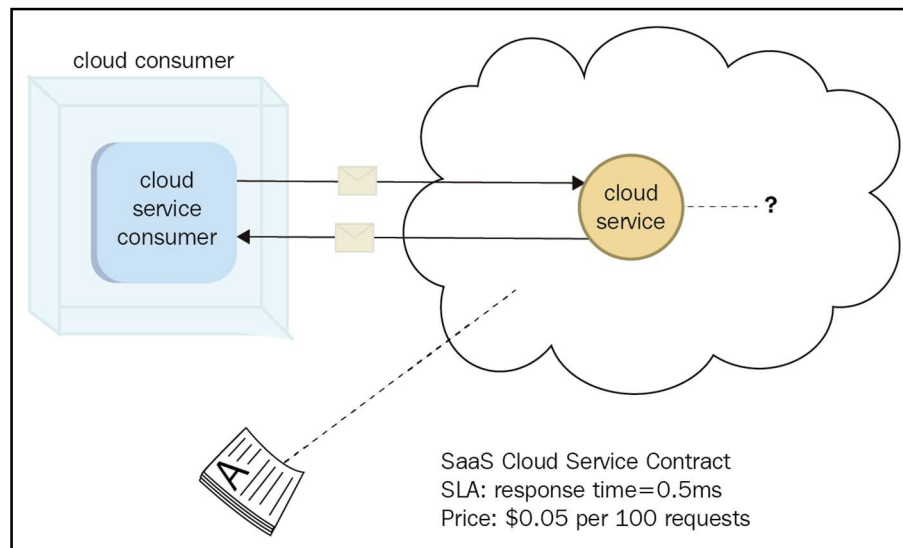 cloud consumer
cloud
service
consumer
cloud
service
?
A
SaaS Cloud Service Contract
SLA: response time=0.5ms
Price: $0.05 per 100 requests